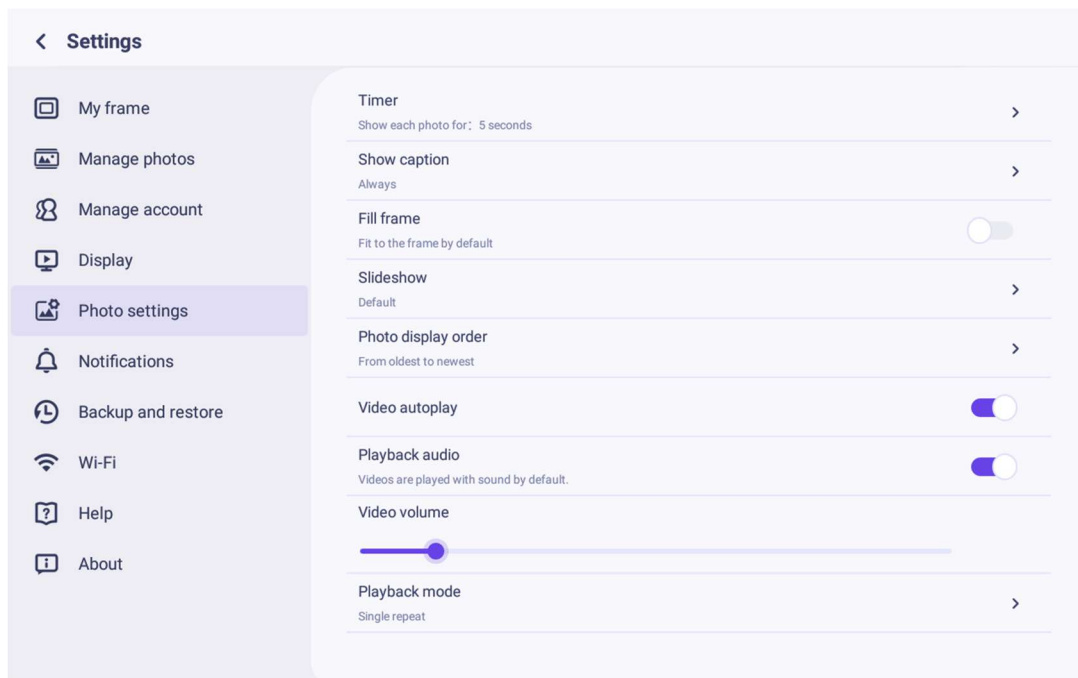 Settings
My frame
Manage photos
Manage account
Display
Photo settings
Notifications
Backup and restore
Wi-Fi
Help
About
Timer
Show each photo for: 5 seconds
Show caption
Always
Fill frame
Fit to the frame by default
Slideshow
Default
Photo display order
From oldest to newest
Video autoplay
Playback audio
Videos are played with sound by default.
Video volume
Playback mode
Single repeat